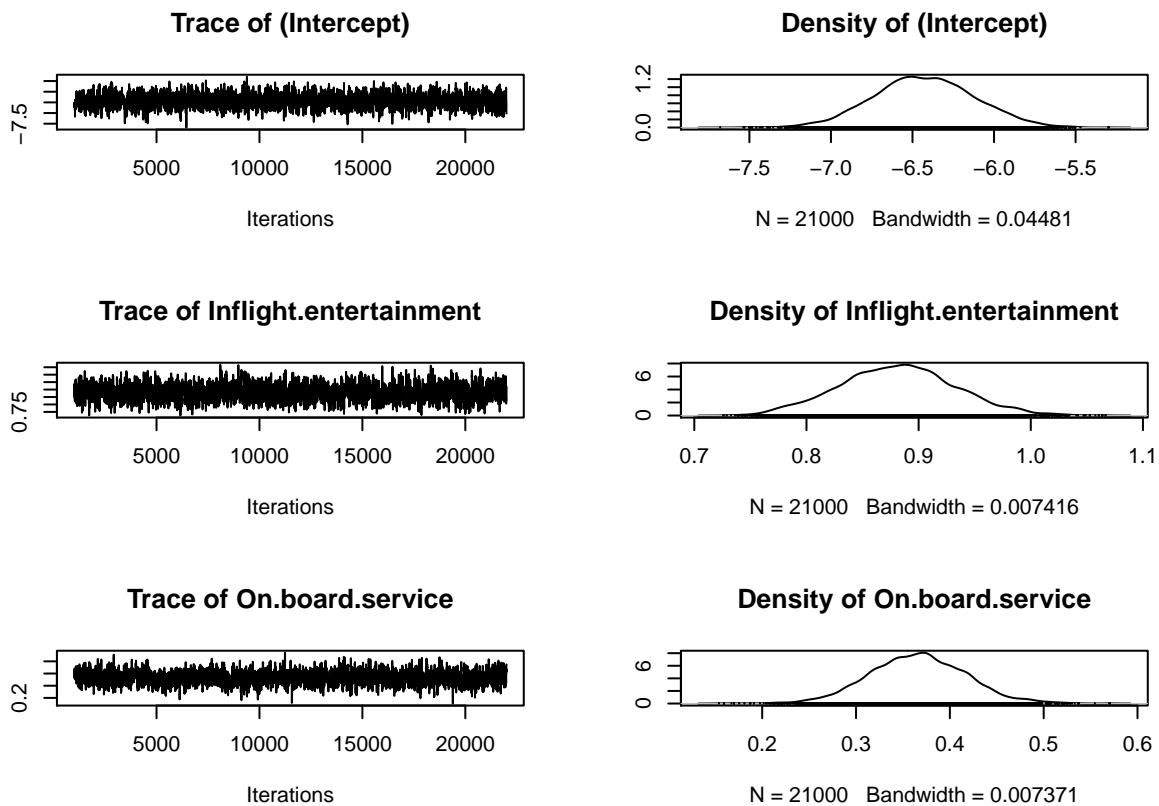 Trace of (Intercept)
−7.5
5000 10000 15000 20000
Iterations
Density of (Intercept)
0.0 1.2
−7.5 −7.0 −6.5 −6.0 −5.5
N = 21000 Bandwidth = 0.04481
Trace of Inflight.entertainment
0.75
5000 10000 15000 20000
Iterations
Density of Inflight.entertainment
0 6
0.7 0.8 0.9 1.0 1.1
N = 21000 Bandwidth = 0.007416
Trace of On.board.service
0.2
5000 10000 15000 20000
Iterations
Density of On.board.service
0 6
0.2 0.3 0.4 0.5 0.6
N = 21000 Bandwidth = 0.007371